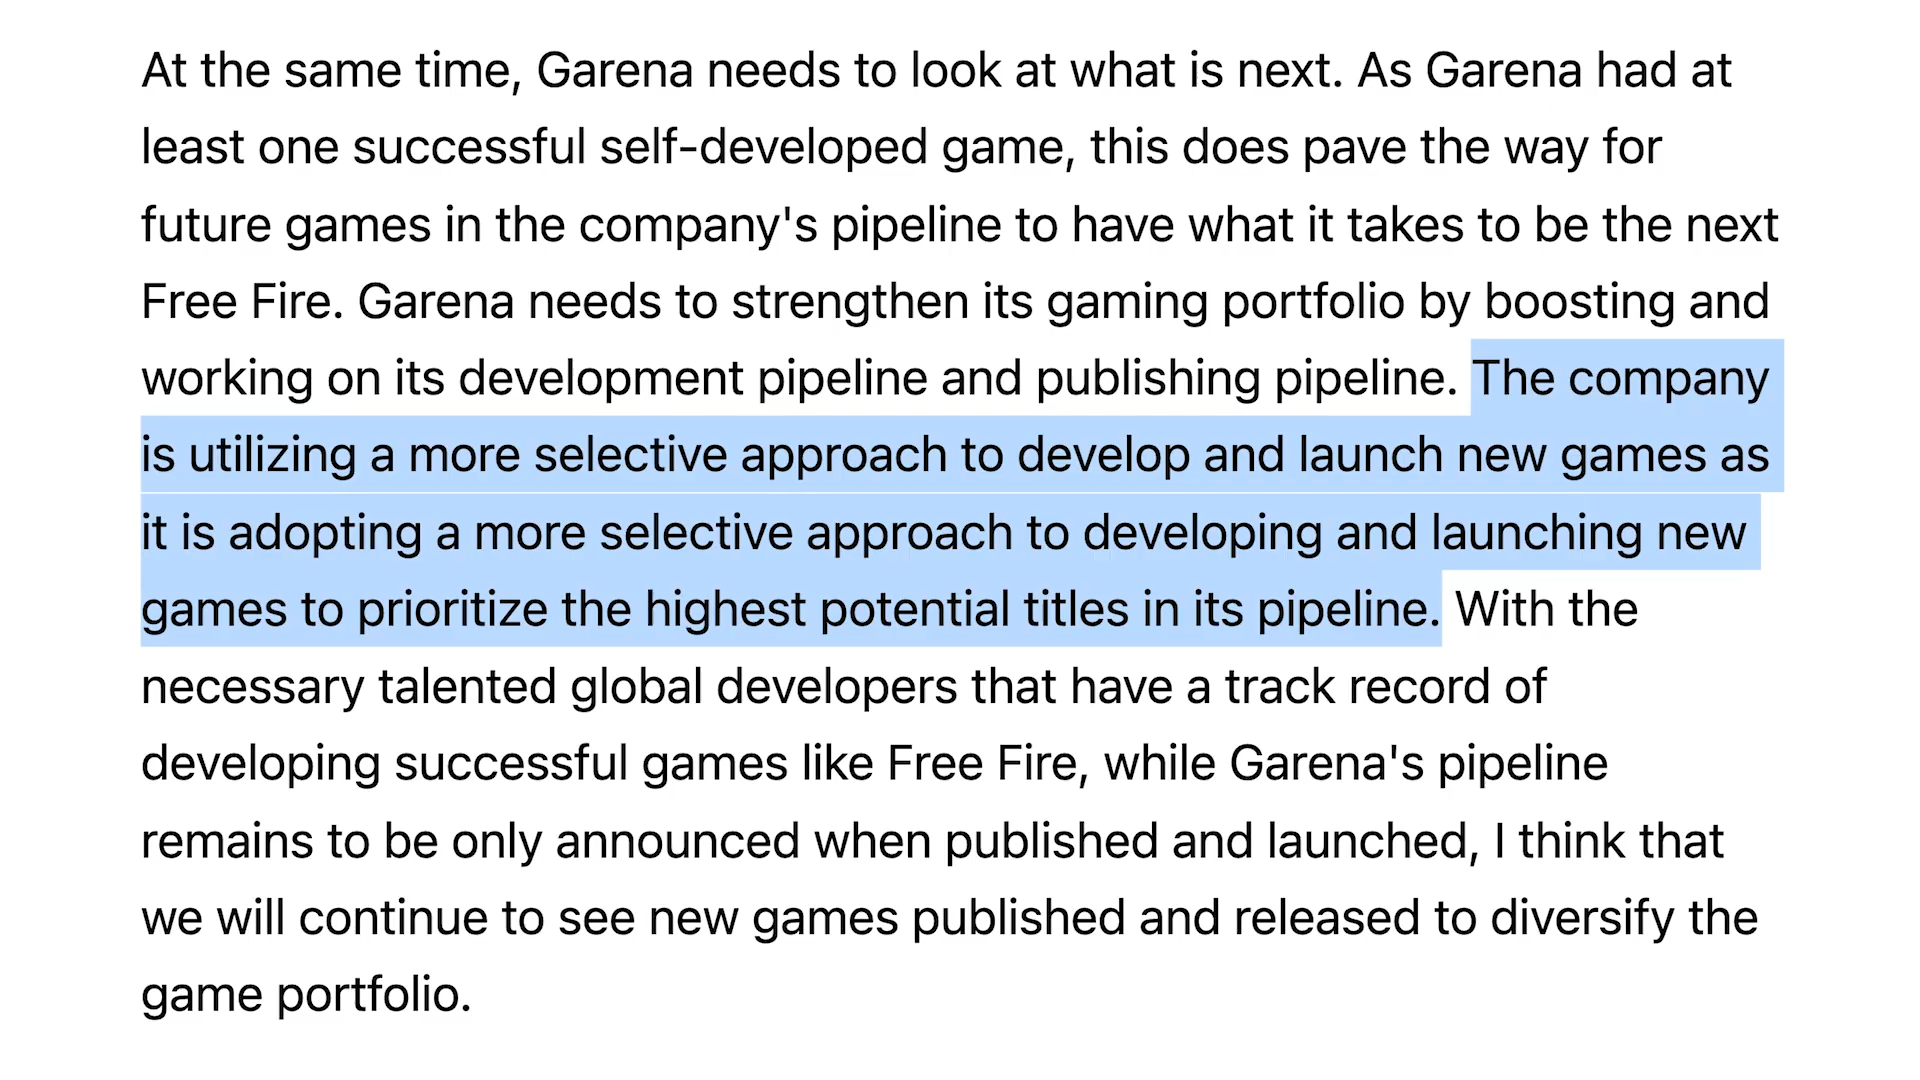 At the same time, Garena needs to look at what is next. As Garena had at
least one successful self-developed game, this does pave the way for
future games in the company's pipeline to have what it takes to be the next
Free Fire. Garena needs to strengthen its gaming portfolio by boosting and
working on its development pipeline and publishing pipeline. The company
is utilizing a more selective approach to develop and launch new games as
it is adopting a more selective approach to developing and launching new
games to prioritize the highest potential titles in its pipeline. With the
necessary talented global developers that have a track record of
developing successful games like Free Fire, while Garena's pipeline
remains to be only announced when published and launched, I think that
we will continue to see new games published and released to diversify the
game portfolio.